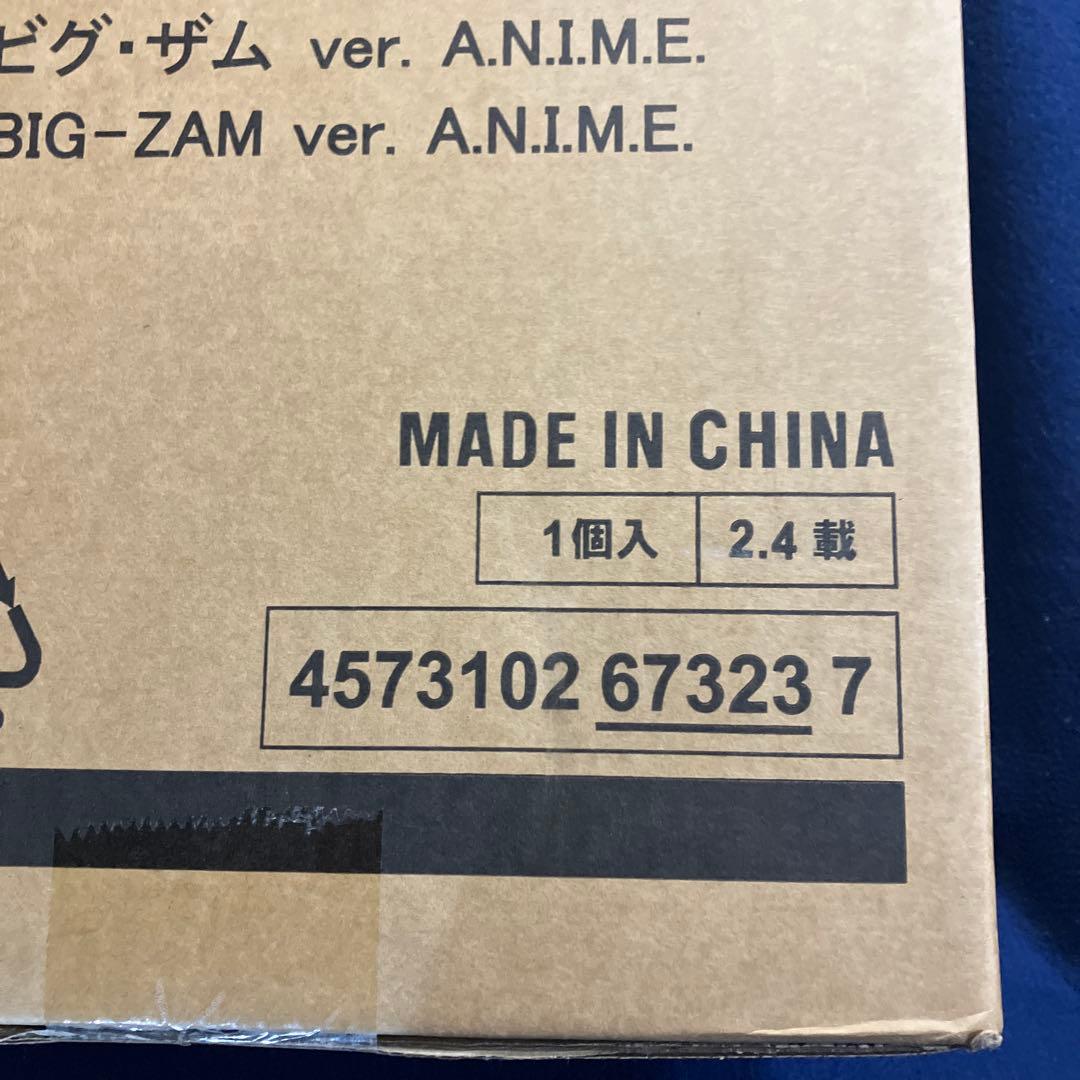 ビグ・ザム ver. A.N.I.M.E.
BIG-ZAM ver. A.N.I.M.E.
MADE IN CHINA
1個入 2.4 載
4573102 67323 7